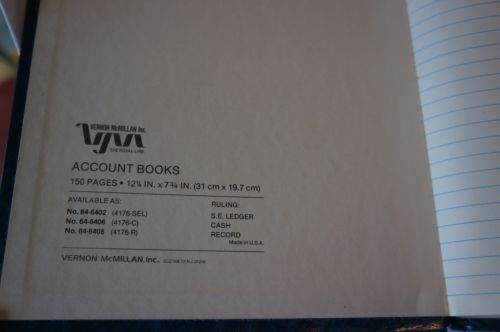 VERNON McMILLAN Inc.
VM
THE ROYAL LINE
ACCOUNT BOOKS
150 PAGES • 12⅛ IN. x 7¾ IN. (31 cm x 19.7 cm)
AVAILABLE AS: RULING:
No. 64-6402 (4176-SEL) S.E. LEDGER
No. 64-6406 (4176-C) CASH
No. 64-6408 (4176-R) RECORD
Made in U.S.A.
VERNON McMILLAN, Inc.